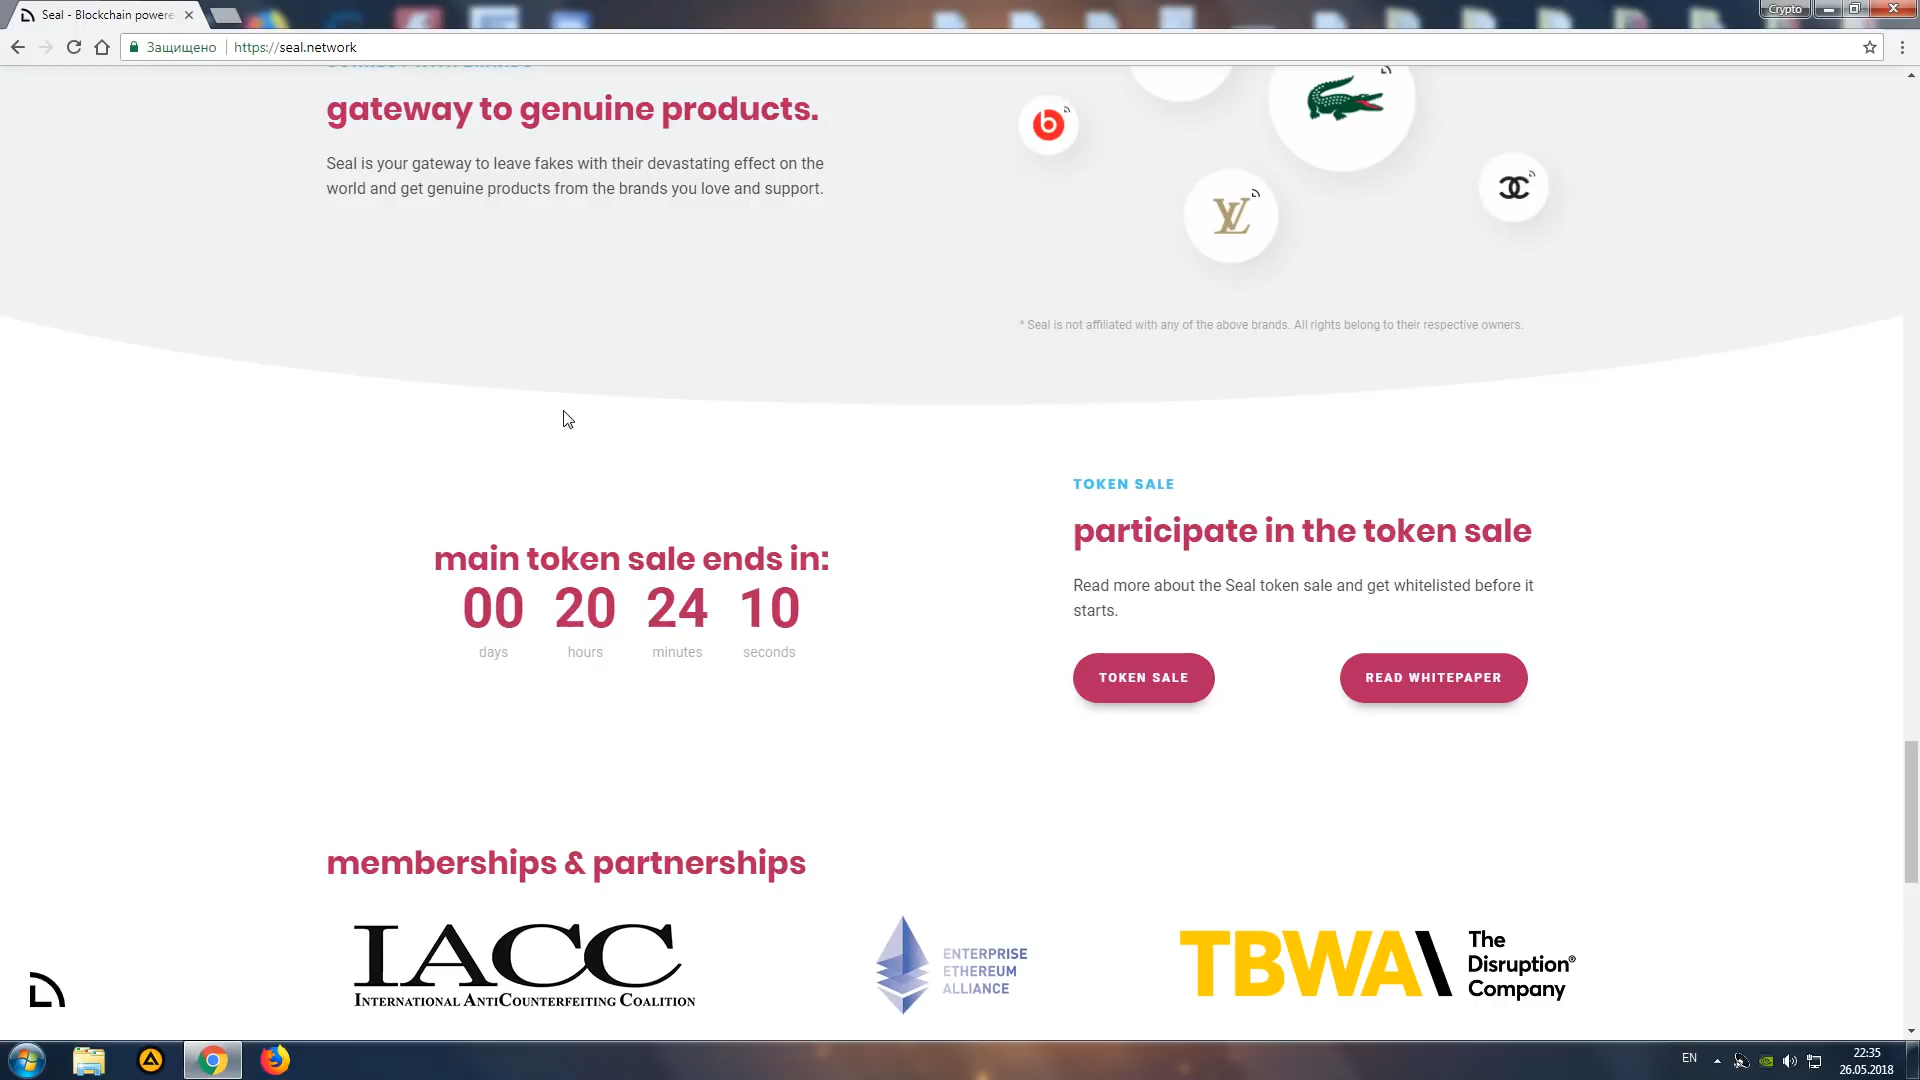 Seal - Blockchain powere
Crypto
Защищено
https://seal.network
gateway to genuine products.
Seal is your gateway to leave fakes with their devastating effect on the
world and get genuine products from the brands you love and support.
* Seal is not affiliated with any of the above brands. All rights belong to their respective owners.
main token sale ends in:
00 20 24 10
days hours minutes seconds
TOKEN SALE
participate in the token sale
Read more about the Seal token sale and get whitelisted before it
starts.
TOKEN SALE
READ WHITEPAPER
memberships & partnerships
IACC
INTERNATIONAL ANTICOUNTERFEITING COALITION
ENTERPRISE
ETHEREUM
ALLIANCE
TBWA\
The
Disruption®
Company
EN
22:35
26.05.2018